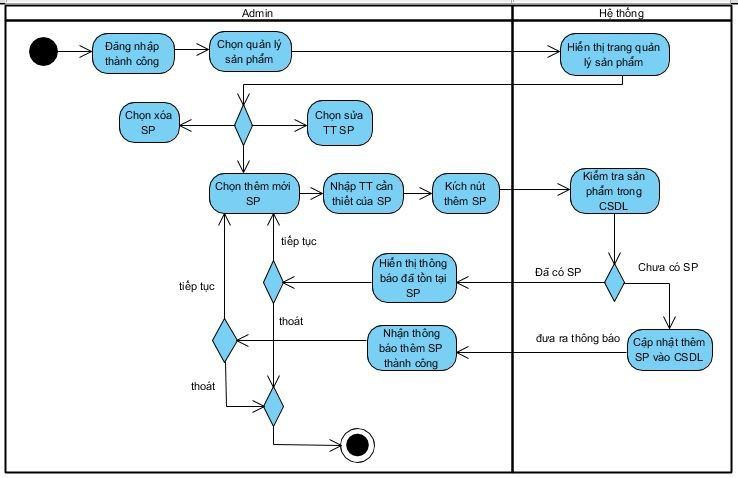 Admin
Hệ thống
Đăng nhập
thành công
Chọn quản lý
sản phẩm
Hiển thị trang quản
lý sản phẩm
Chọn xóa
SP
Chọn sửa
TT SP
Chọn thêm mới
SP
Nhập TT cần
thiết của SP
Kích nút
thêm SP
Kiểm tra sản
phẩm trong
CSDL
tiếp tục
Hiển thị thông
báo đã tồn tại
SP
Đã có SP
Chưa có SP
tiếp tục
thoát
Nhận thông
báo thêm SP
thành công
đưa ra thông báo
Cập nhật thêm
SP vào CSDL
thoát